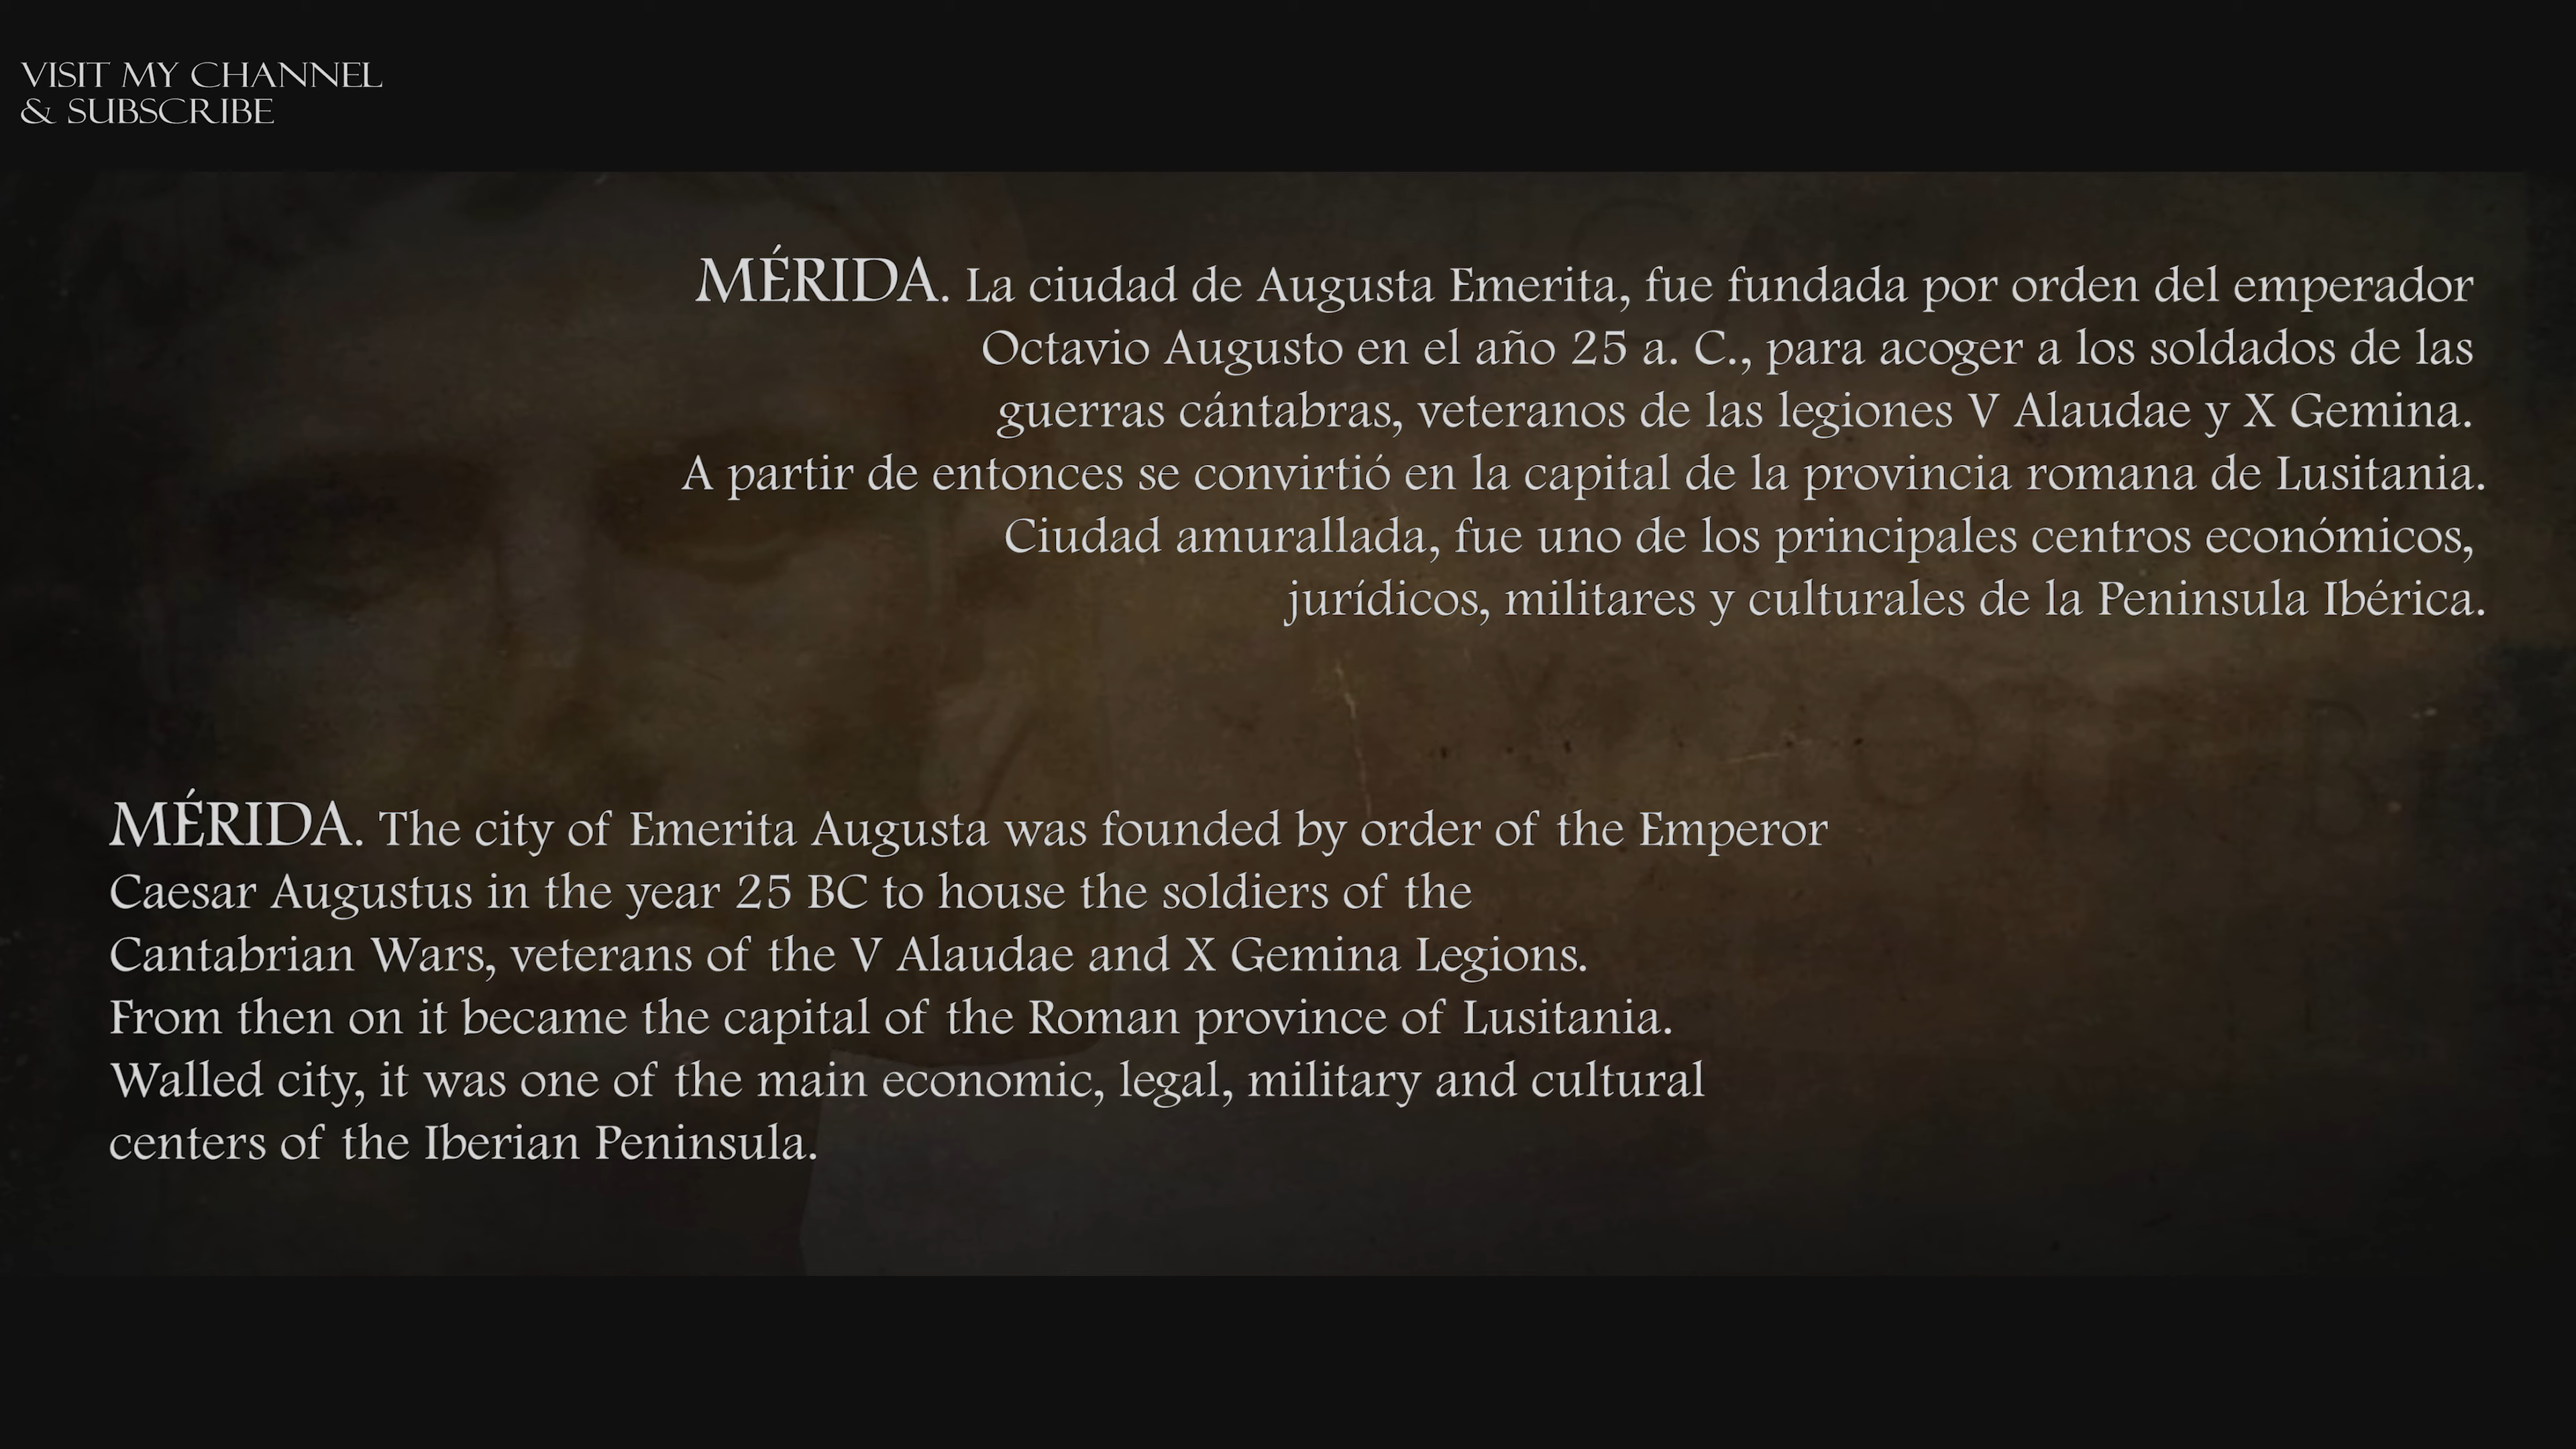 VISIT MY CHANNEL
& SUBSCRIBE
MÉRIDA. La ciudad de Augusta Emerita, fue fundada por orden del emperador
Octavio Augusto en el año 25 a. C., para acoger a los soldados de las
guerras cántabras, veteranos de las legiones V Alaudae y X Gemina.
A partir de entonces se convirtió en la capital de la provincia romana de Lusitania.
Ciudad amurallada, fue uno de los principales centros económicos,
jurídicos, militares y culturales de la Peninsula Ibérica.
MÉRIDA. The city of Emerita Augusta was founded by order of the Emperor
Caesar Augustus in the year 25 BC to house the soldiers of the
Cantabrian Wars, veterans of the V Alaudae and X Gemina Legions.
From then on it became the capital of the Roman province of Lusitania.
Walled city, it was one of the main economic, legal, military and cultural
centers of the Iberian Peninsula.